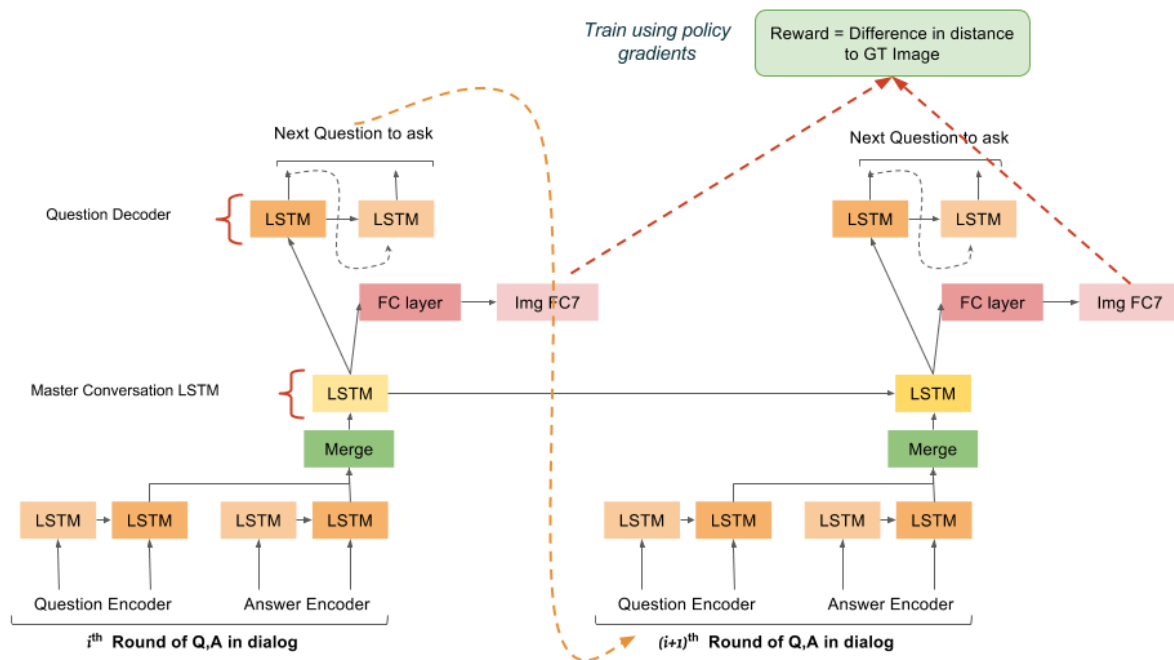 Train using policy
gradients
Reward = Difference in distance
to GT Image
Next Question to ask
Next Question to ask
Question Decoder
LSTM
LSTM
LSTM
LSTM
FC layer
Img FC7
FC layer
Img FC7
Master Conversation LSTM
LSTM
LSTM
Merge
Merge
LSTM
LSTM
LSTM
LSTM
LSTM
LSTM
LSTM
LSTM
Question Encoder
Answer Encoder
Question Encoder
Answer Encoder
ith Round of Q,A in dialog
(i+1)th Round of Q,A in dialog